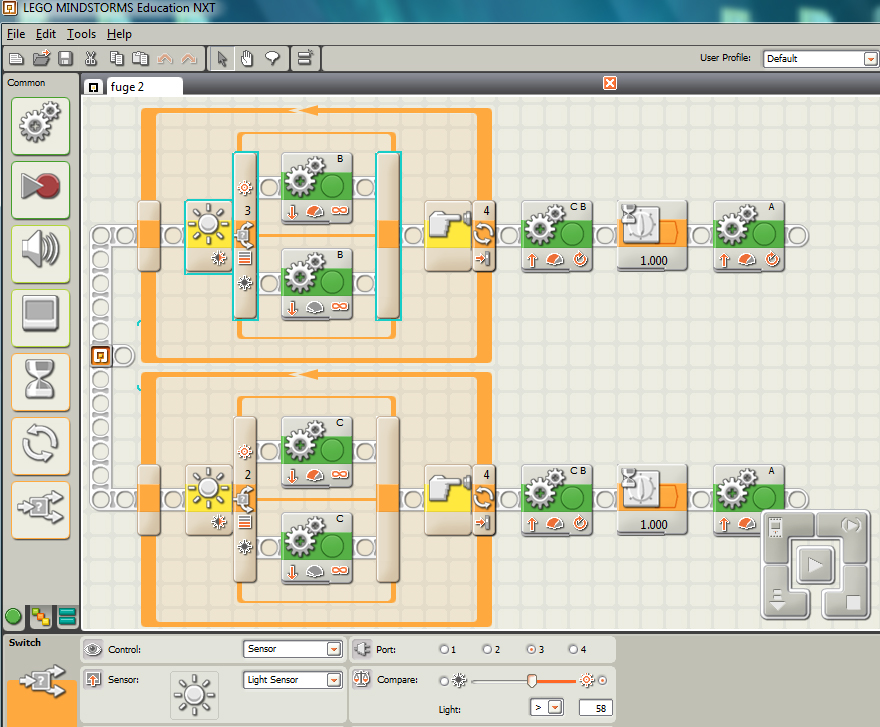 LEGO MINDSTORMS Education NXT
File Edit Tools Help
User Profile: Default
Common
fuge 2
B
3
4
C B
A
1.000
B
C
2
4
C B
A
1.000
C
Switch
Control: Sensor
Port: 1 2 3 4
Sensor: Light Sensor
Compare:
Light: > 58